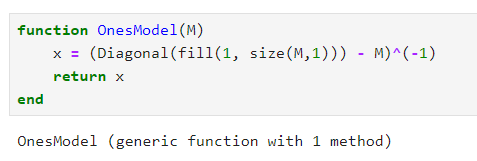 function OnesModel(M)
    x = (Diagonal(fill(1, size(M,1))) - M)^(-1)
    return x
end
OnesModel (generic function with 1 method)